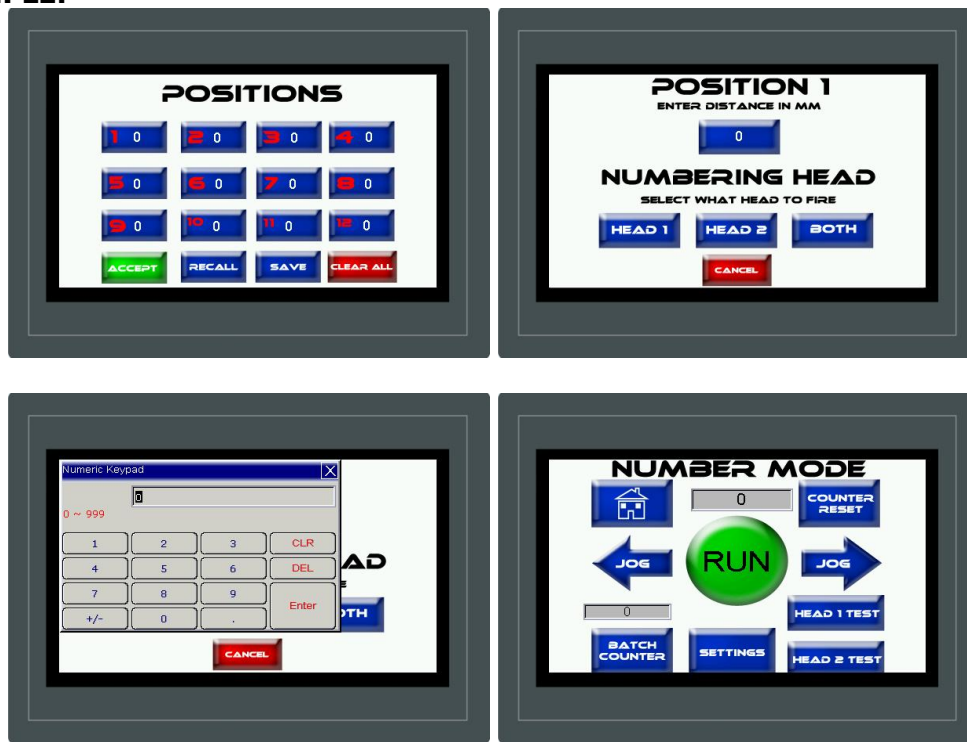 POSITIONS
1 0 2 0 3 0 4 0
5 0 6 0 7 0 8 0
9 0 10 0 11 0 12 0
ACCEPT RECALL SAVE CLEAR ALL
POSITION 1
ENTER DISTANCE IN MM
0
NUMBERING HEAD
SELECT WHAT HEAD TO FIRE
HEAD 1 HEAD 2 BOTH
CANCEL
Numeric Keypad
0
0 ~ 999
1 2 3 CLR
4 5 6 DEL
7 8 9 Enter
+/- 0 .
AD
E
OTH
CANCEL
NUMBER MODE
0 COUNTER
RESET
JOG RUN JOG
0 HEAD 1 TEST
BATCH
COUNTER SETTINGS HEAD 2 TEST